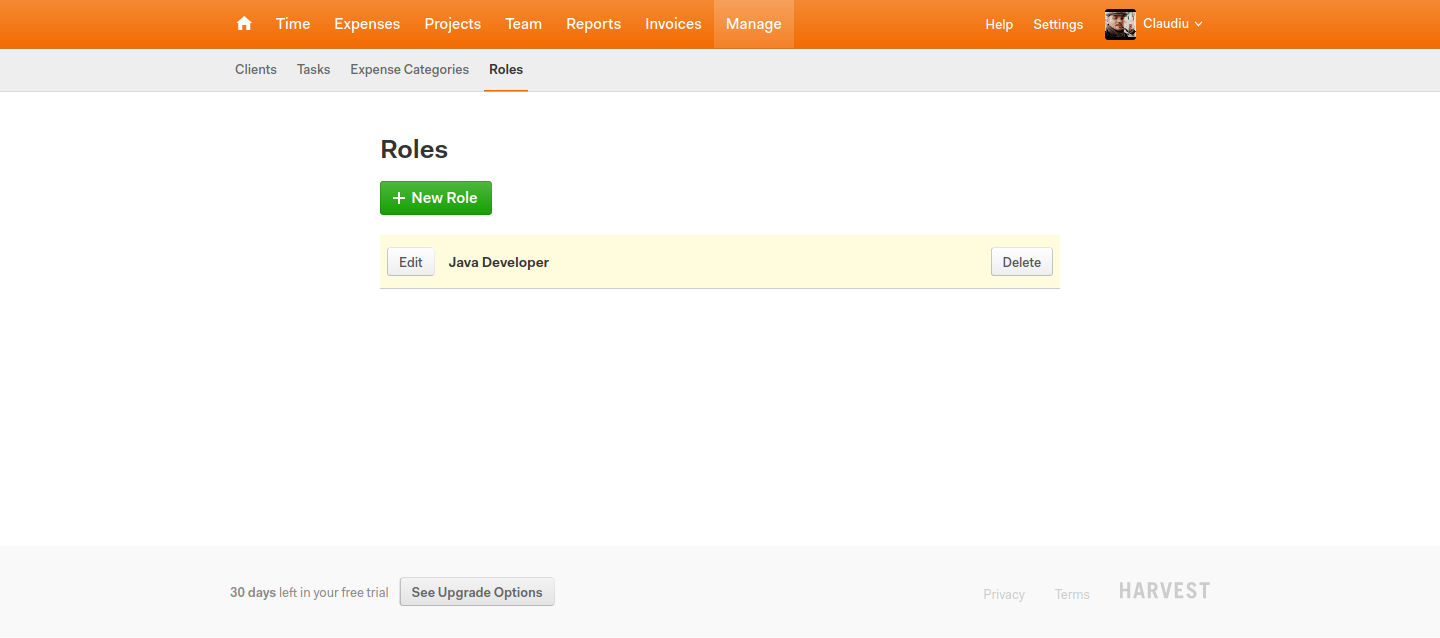 Time Expenses Projects Team Reports Invoices Manage Help Settings Claudiu
Clients Tasks Expense Categories Roles
Roles
+ New Role
Edit Java Developer Delete
30 days left in your free trial See Upgrade Options Privacy Terms HARVEST